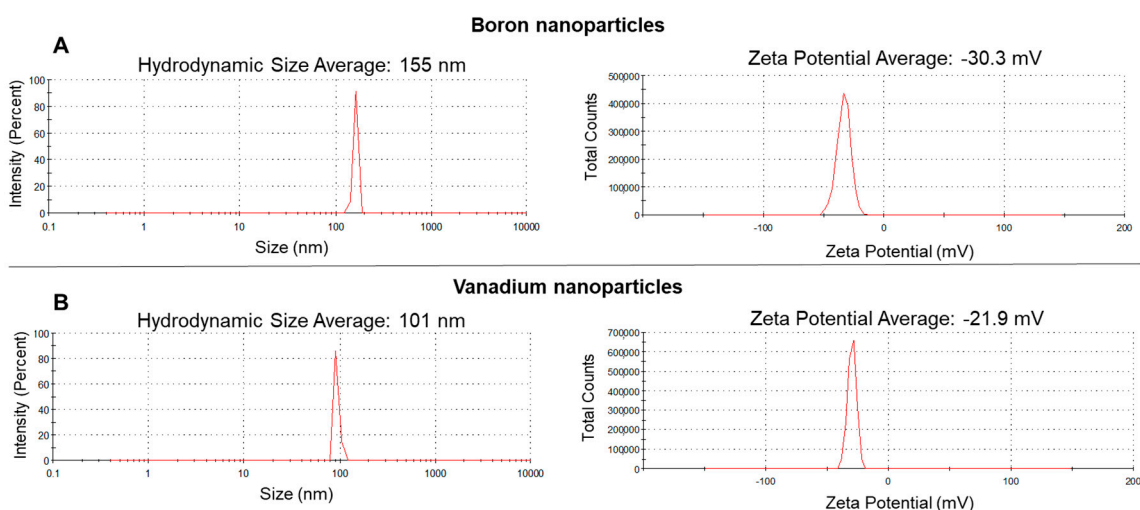 Boron nanoparticles
A
Hydrodynamic Size Average: 155 nm
Intensity (Percent)
100
80
60
40
20
0
0.1 1 10 100 1000 10000
Size (nm)
Zeta Potential Average: -30.3 mV
Total Counts
500000
400000
300000
200000
100000
0
-100 0 100 200
Zeta Potential (mV)
Vanadium nanoparticles
B
Hydrodynamic Size Average: 101 nm
Intensity (Percent)
100
80
60
40
20
0
0.1 1 10 100 1000 10000
Size (nm)
Zeta Potential Average: -21.9 mV
Total Counts
700000
600000
500000
400000
300000
200000
100000
0
-100 0 100 200
Zeta Potential (mV)